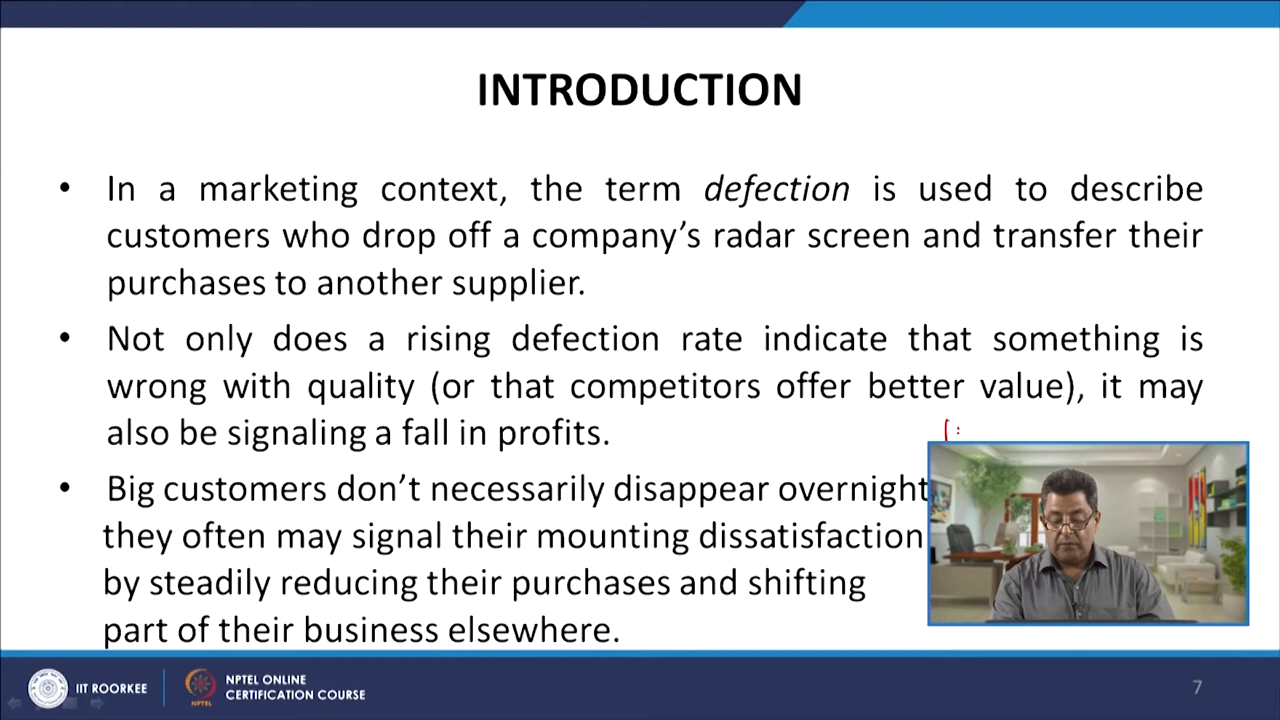 INTRODUCTION
• In a marketing context, the term defection is used to describe
customers who drop off a company’s radar screen and transfer their
purchases to another supplier.
• Not only does a rising defection rate indicate that something is
wrong with quality (or that competitors offer better value), it may
also be signaling a fall in profits.
• Big customers don’t necessarily disappear overnight
they often may signal their mounting dissatisfaction
by steadily reducing their purchases and shifting
part of their business elsewhere.
IIT ROORKEE
NPTEL
NPTEL ONLINE
CERTIFICATION COURSE
7